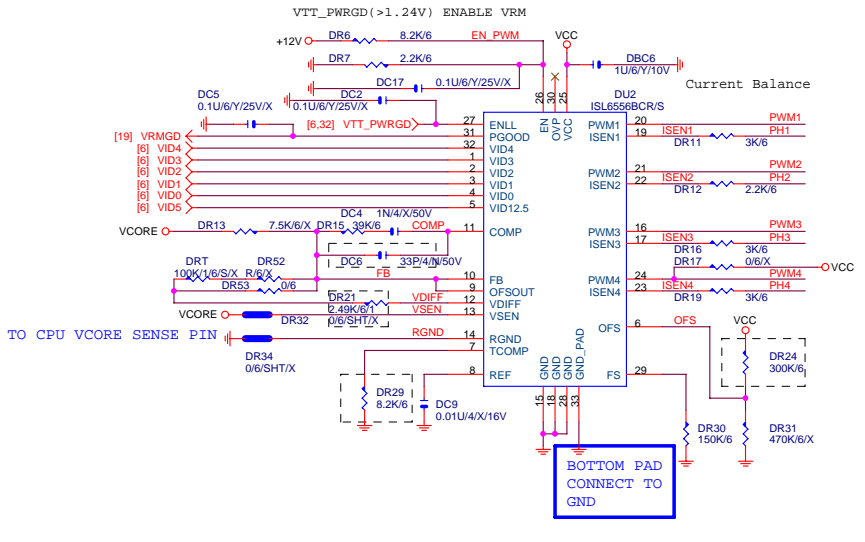 VTT_PWRGD(>1.24V) ENABLE VRM
+12V DR6 8.2K/6 EN_PWM VCC
DR7 2.2K/6 DBC6
1U/6/Y/10V
DC17 0.1U/6/Y/25V/X Current Balance
DC5 DC2 DU2
0.1U/6/Y/25V/X 0.1U/6/Y/25V/X ISL6556BCR/S
26 30 25
EN OVP VCC
[6,32] VTT_PWRGD 27 ENLL PWM1 20 PWM1
[19] VRMGD 31 PGOOD ISEN1 19 ISEN1 PH1
DR11 3K/6
[6] VID4 32 VID4
[6] VID3 1 VID3
[6] VID2 2 VID2 PWM2 21 PWM2
[6] VID1 3 VID1 ISEN2 22 ISEN2 PH2
DR12 2.2K/6
[6] VID0 4 VID0
[6] VID5 5 VID12.5
DC4 1N/4/X/50V
VCORE DR13 7.5K/6/X DR15 39K/6 COMP 11 COMP PWM3 16 PWM3
ISEN3 17 ISEN3 PH3
DR16 3K/6
DC6 33P/4/N/50V
DRT DR52 DR17 0/6/X VCC
100K/1/6/S/X R/6/X FB 10 FB PWM4 24 PWM4
DR53 0/6 9 OFSOUT ISEN4 23 ISEN4 PH4
DR19 3K/6
DR21 VDIFF 12 VDIFF
2.49K/6/1
VCORE DR32 0/6/SHT/X VSEN 13 VSEN
OFS 6 OFS VCC
TO CPU VCORE SENSE PIN RGND 14 RGND
DR34 7 TCOMP
0/6/SHT/X
DR24
300K/6
8 REF FS 29
GND GND GND GND_PAD
15 18 28 33
DR29
8.2K/6
DC9
0.01U/4/X/16V
DR30
150K/6
DR31
470K/6/X
BOTTOM PAD
CONNECT TO
GND